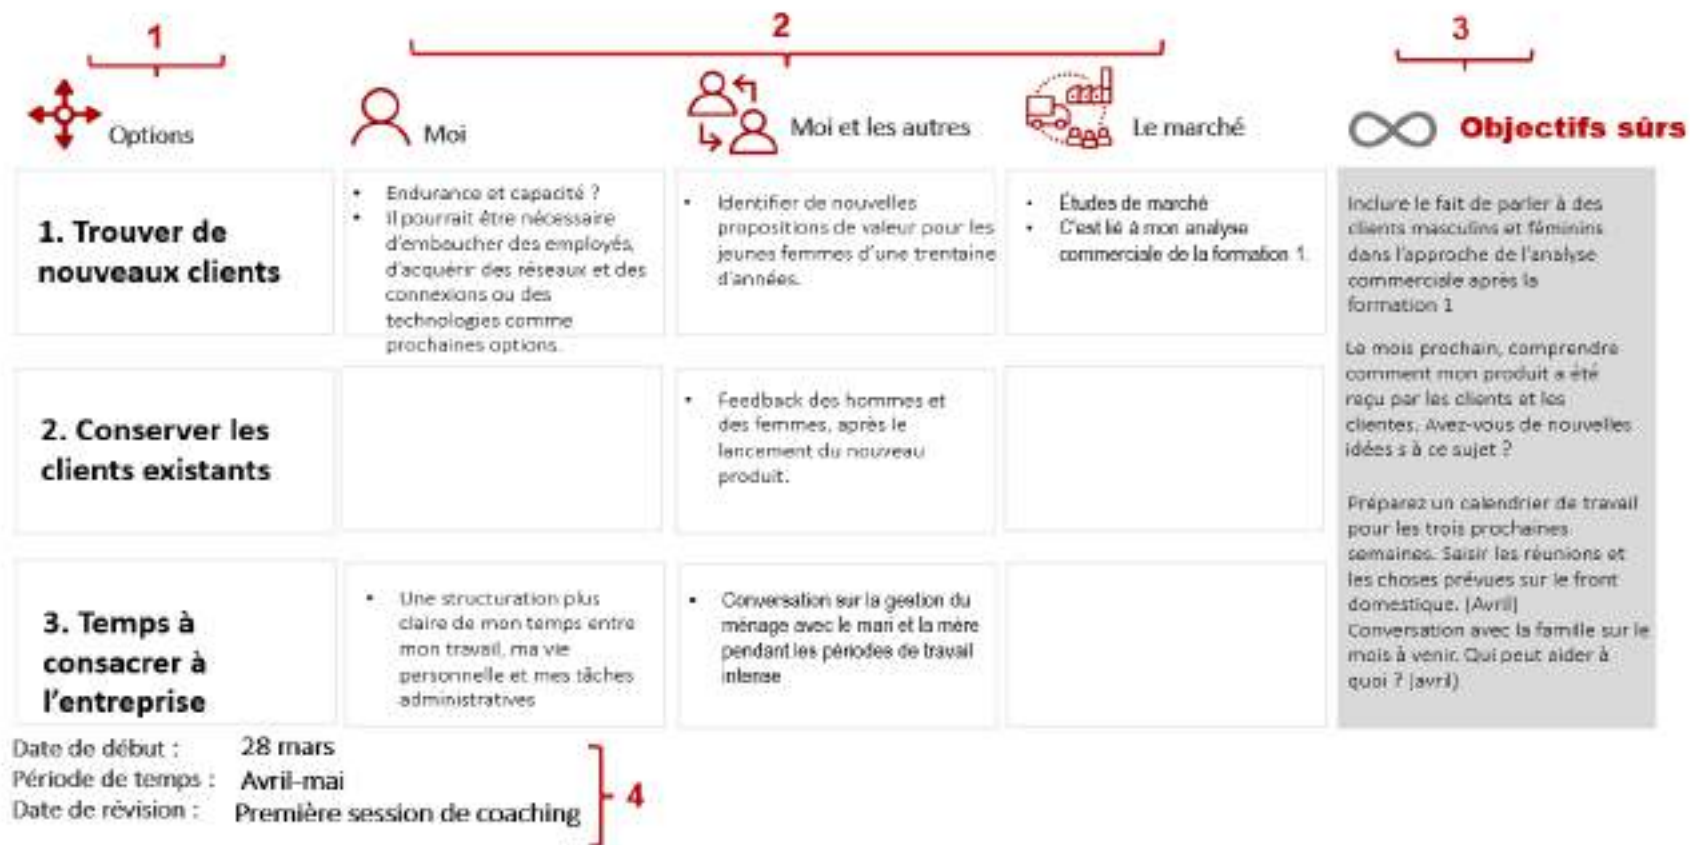 1
2
3
Options
Moi
Moi et les autres
Le marché
Objectifs sûrs
1. Trouver de
nouveaux clients
• Endurance et capacité ?
• Il pourrait être nécessaire
d'embaucher des employés,
d'acquérir des réseaux et des
connexions ou des
technologies comme
prochaines options.
• Identifier de nouvelles
propositions de valeur pour les
jeunes femmes d'une trentaine
d'années.
• Études de marché
• C'est lié à mon analyse
commerciale de la formation 1.
Inclure le fait de parler à des
clients masculins et féminins
dans l'approche de l'analyse
commerciale après la
formation 1
2. Conserver les
clients existants
• Feedback des hommes et
des femmes, après le
lancement du nouveau
produit.
Le mois prochain, comprendre
comment mon produit a été
reçu par les clients et les
clientes. Avez-vous de nouvelles
idées s à ce sujet ?
3. Temps à
consacrer à
l'entreprise
• Une structuration plus
claire de mon temps entre
mon travail, ma vie
personnelle et mes tâches
administratives
• Conversation sur la gestion du
ménage avec le mari et la mère
pendant les périodes de travail
intense
Préparez un calendrier de travail
pour les trois prochaines
semaines. Saisir les réunions et
les choses prévues sur le front
domestique. (Avril)
Conversation avec la famille sur le
mois à venir. Qui peut aider à
quoi ? (avril)
Date de début : 28 mars
Période de temps : Avril-mai
Date de révision : Première session de coaching
4